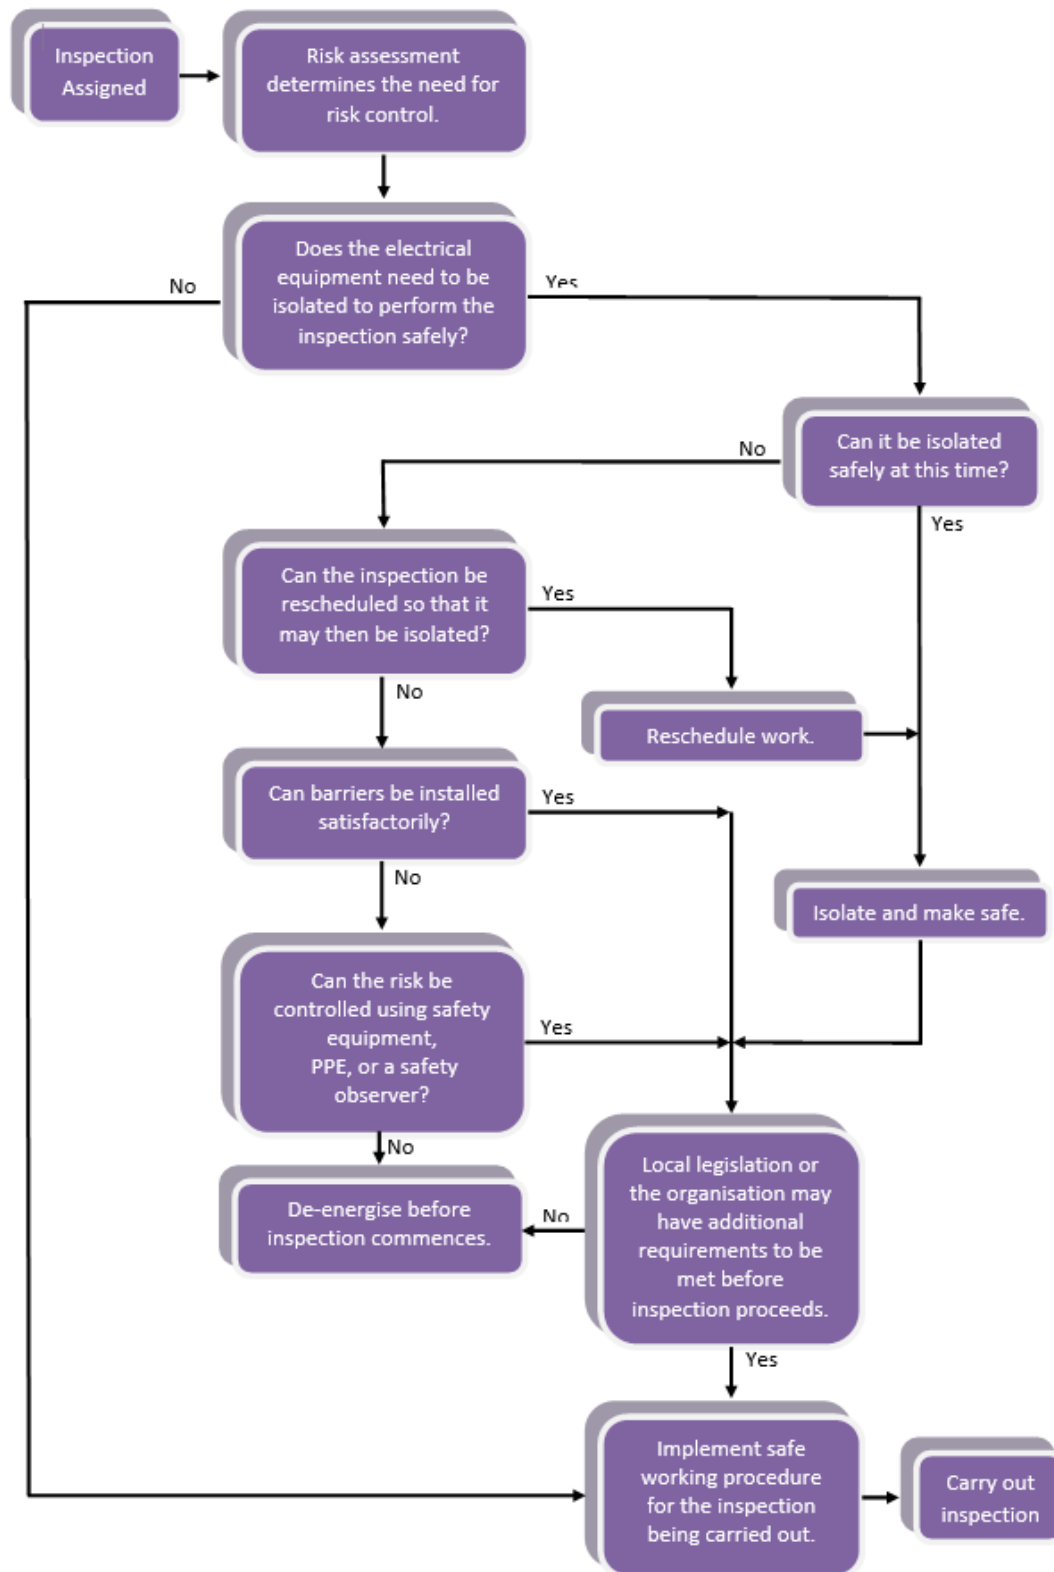 Inspection
Assigned
Risk assessment
determines the need for
risk control.
Does the electrical
equipment need to be
isolated to perform the
inspection safely?
No
Yes
Can it be isolated
safely at this time?
No
Yes
Can the inspection be
rescheduled so that it
may then be isolated?
Yes
No
Reschedule work.
Can barriers be installed
satisfactorily?
Yes
No
Isolate and make safe.
Can the risk be
controlled using safety
equipment,
PPE, or a safety
observer?
Yes
No
De-energise before
inspection commences.
No
Local legislation or
the organisation may
have additional
requirements to be
met before
inspection proceeds.
Yes
Implement safe
working procedure
for the inspection
being carried out.
Carry out
inspection